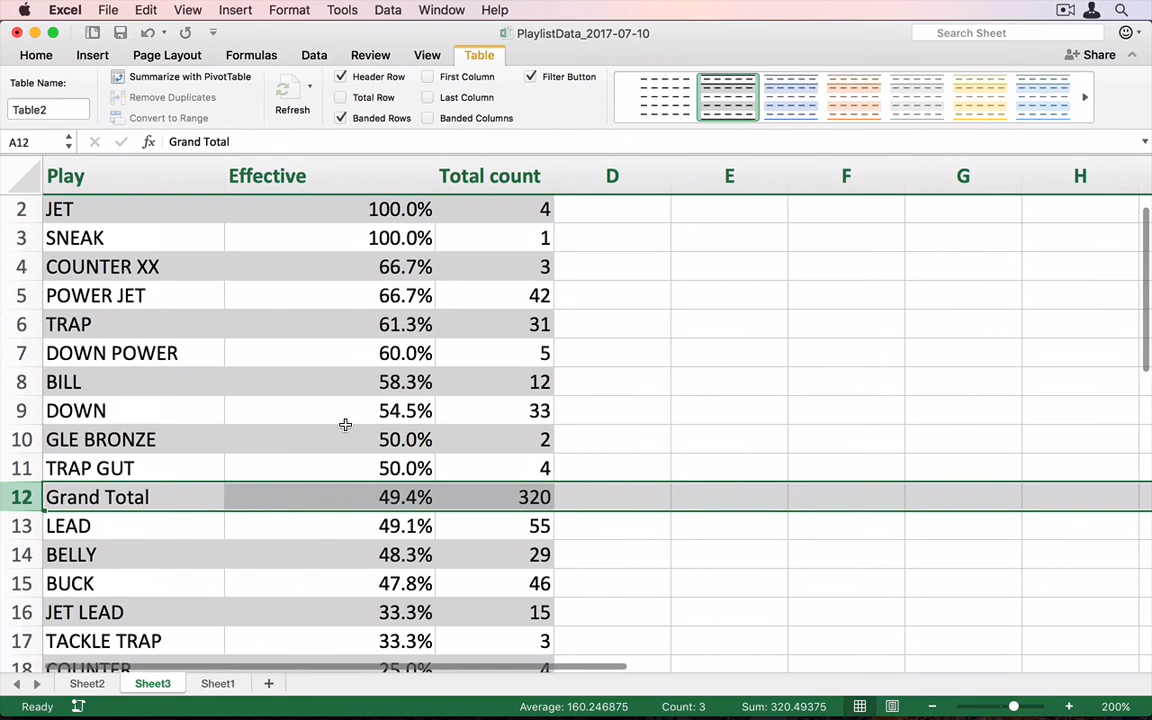 Excel File Edit View Insert Format Tools Data Window Help
PlaylistData_2017-07-10
Search Sheet
Home Insert Page Layout Formulas Data Review View Table
Share
Table Name:
Table2
Summarize with PivotTable
Remove Duplicates
Convert to Range
Refresh
Header Row First Column Filter Button
Total Row Last Column
Banded Rows Banded Columns
A12 fx Grand Total
Play Effective Total count D E F G H
2 JET 100.0% 4
3 SNEAK 100.0% 1
4 COUNTER XX 66.7% 3
5 POWER JET 66.7% 42
6 TRAP 61.3% 31
7 DOWN POWER 60.0% 5
8 BILL 58.3% 12
9 DOWN 54.5% 33
10 GLE BRONZE 50.0% 2
11 TRAP GUT 50.0% 4
12 Grand Total 49.4% 320
13 LEAD 49.1% 55
14 BELLY 48.3% 29
15 BUCK 47.8% 46
16 JET LEAD 33.3% 15
17 TACKLE TRAP 33.3% 3
18 COUNTER 25.0% 4
Sheet2 Sheet3 Sheet1 +
Ready Average: 160.246875 Count: 3 Sum: 320.49375 200%